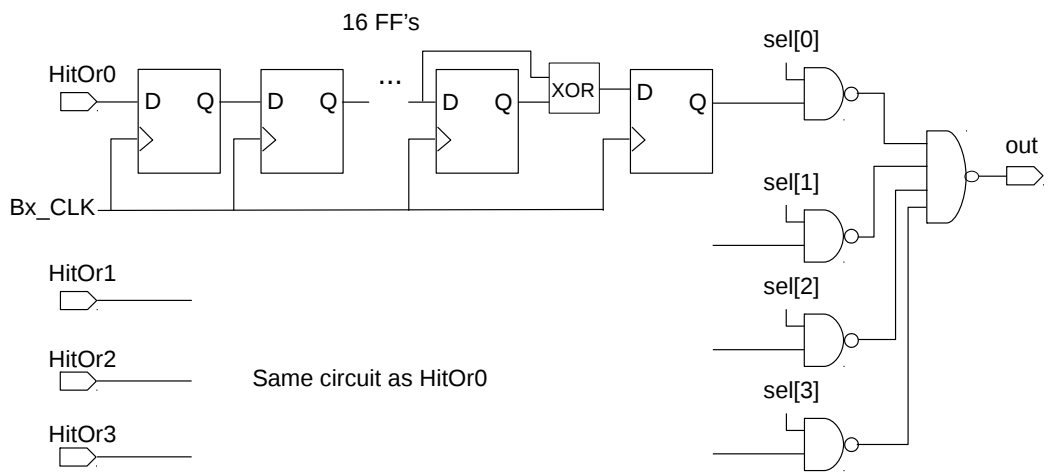 16 FF's
sel[0]
HitOr0
...
D Q
D Q
D Q
XOR
D Q
out
sel[1]
Bx_CLK
HitOr1
sel[2]
HitOr2
Same circuit as HitOr0
sel[3]
HitOr3